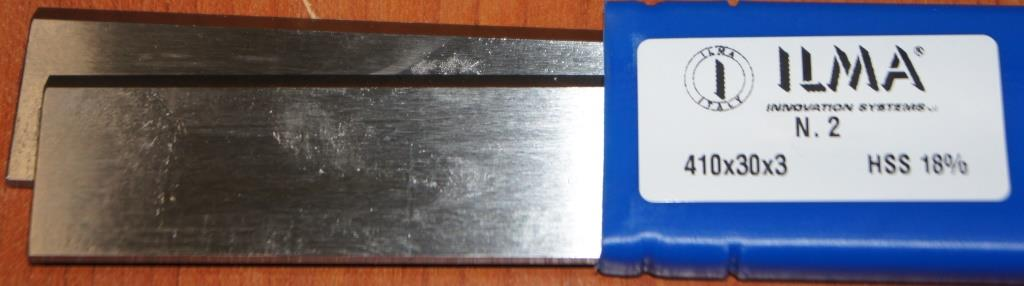 ILMA
ITALY
ILMA®
INNOVATION SYSTEMS
N. 2
410x30x3 HSS 18%